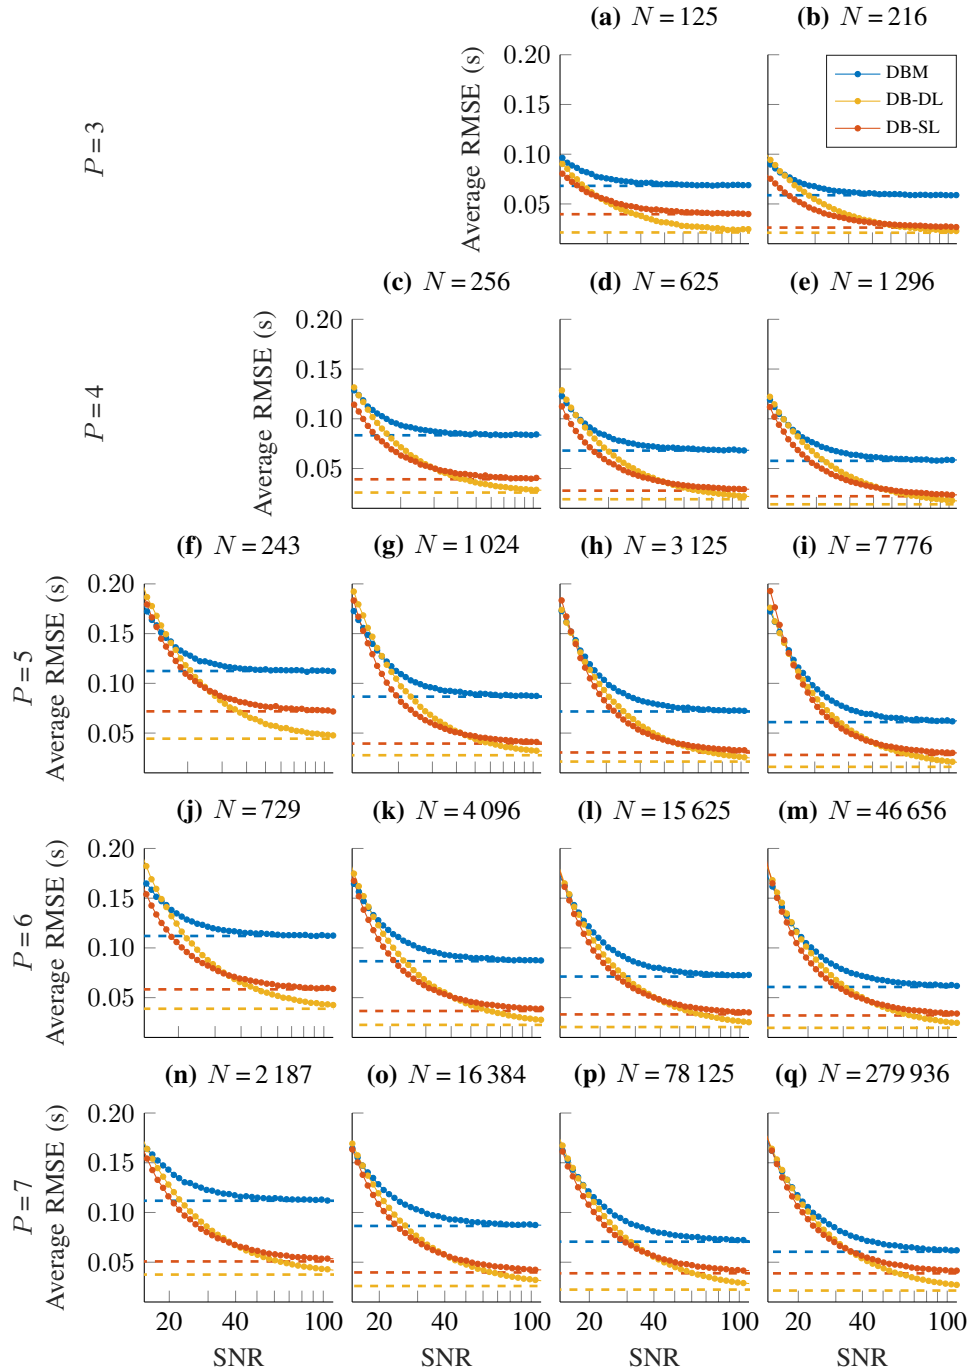 (a) N = 125
(b) N = 216
P = 3
Average RMSE (s)
0.20
0.15
0.10
0.05
DBM
DB-DL
DB-SL
(c) N = 256
(d) N = 625
(e) N = 1 296
P = 4
Average RMSE (s)
0.20
0.15
0.10
0.05
(f) N = 243
(g) N = 1 024
(h) N = 3 125
(i) N = 7 776
P = 5
Average RMSE (s)
0.20
0.15
0.10
0.05
(j) N = 729
(k) N = 4 096
(l) N = 15 625
(m) N = 46 656
P = 6
Average RMSE (s)
0.20
0.15
0.10
0.05
(n) N = 2 187
(o) N = 16 384
(p) N = 78 125
(q) N = 279 936
P = 7
Average RMSE (s)
0.20
0.15
0.10
0.05
20 40 100
20 40 100
20 40 100
20 40 100
SNR
SNR
SNR
SNR